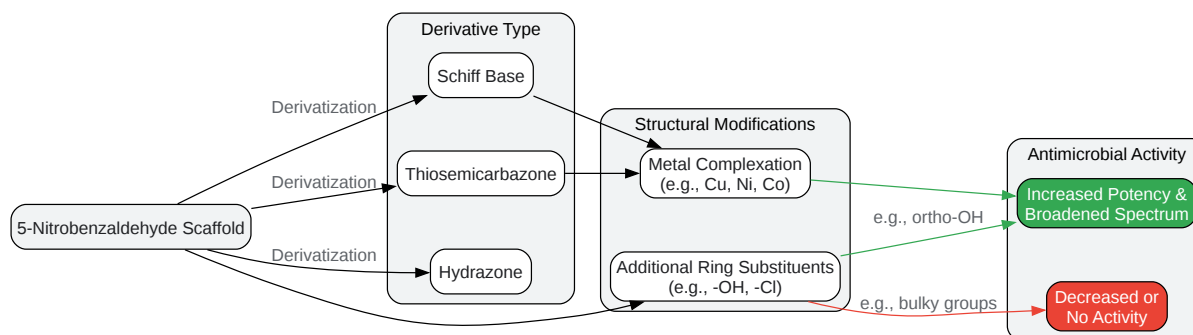 Derivative Type
Schiff Base
Derivatization
Structural Modifications
Metal Complexation
(e.g., Cu, Ni, Co)
Antimicrobial Activity
Thiosemicarbazone
Derivatization
Increased Potency &
Broadened Spectrum
e.g., ortho-OH
5-Nitrobenzaldehyde Scaffold
Derivatization
Hydrazone
Additional Ring Substituents
(e.g., -OH, -Cl)
e.g., bulky groups
Decreased or
No Activity